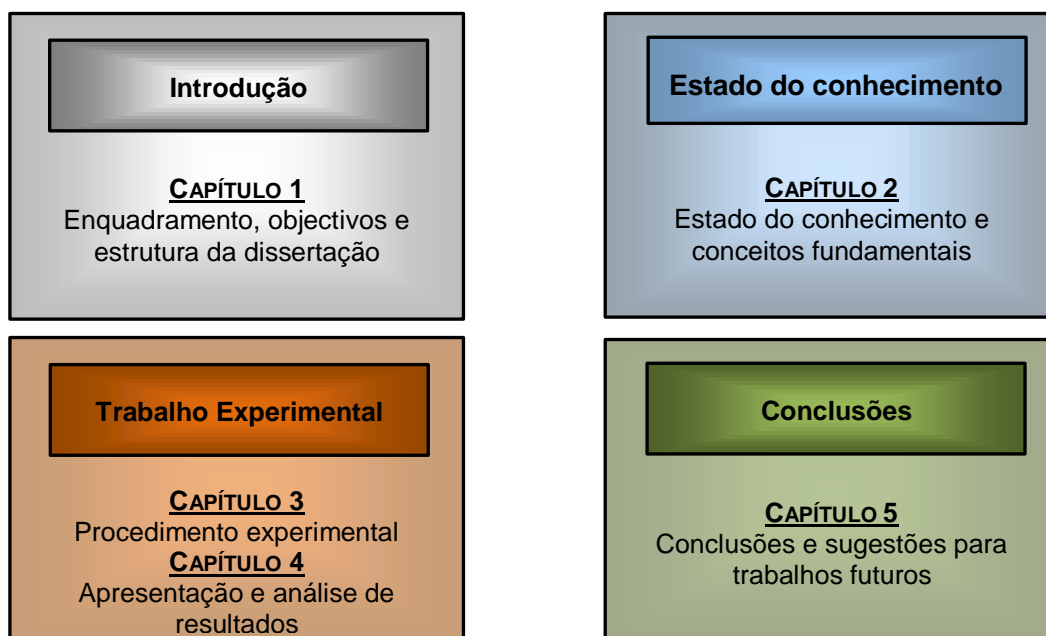 Introdução
CAPÍTULO 1
Enquadramento, objectivos e
estrutura da dissertação
Estado do conhecimento
CAPÍTULO 2
Estado do conhecimento e
conceitos fundamentais
Trabalho Experimental
CAPÍTULO 3
Procedimento experimental
CAPÍTULO 4
Apresentação e análise de
resultados
Conclusões
CAPÍTULO 5
Conclusões e sugestões para
trabalhos futuros